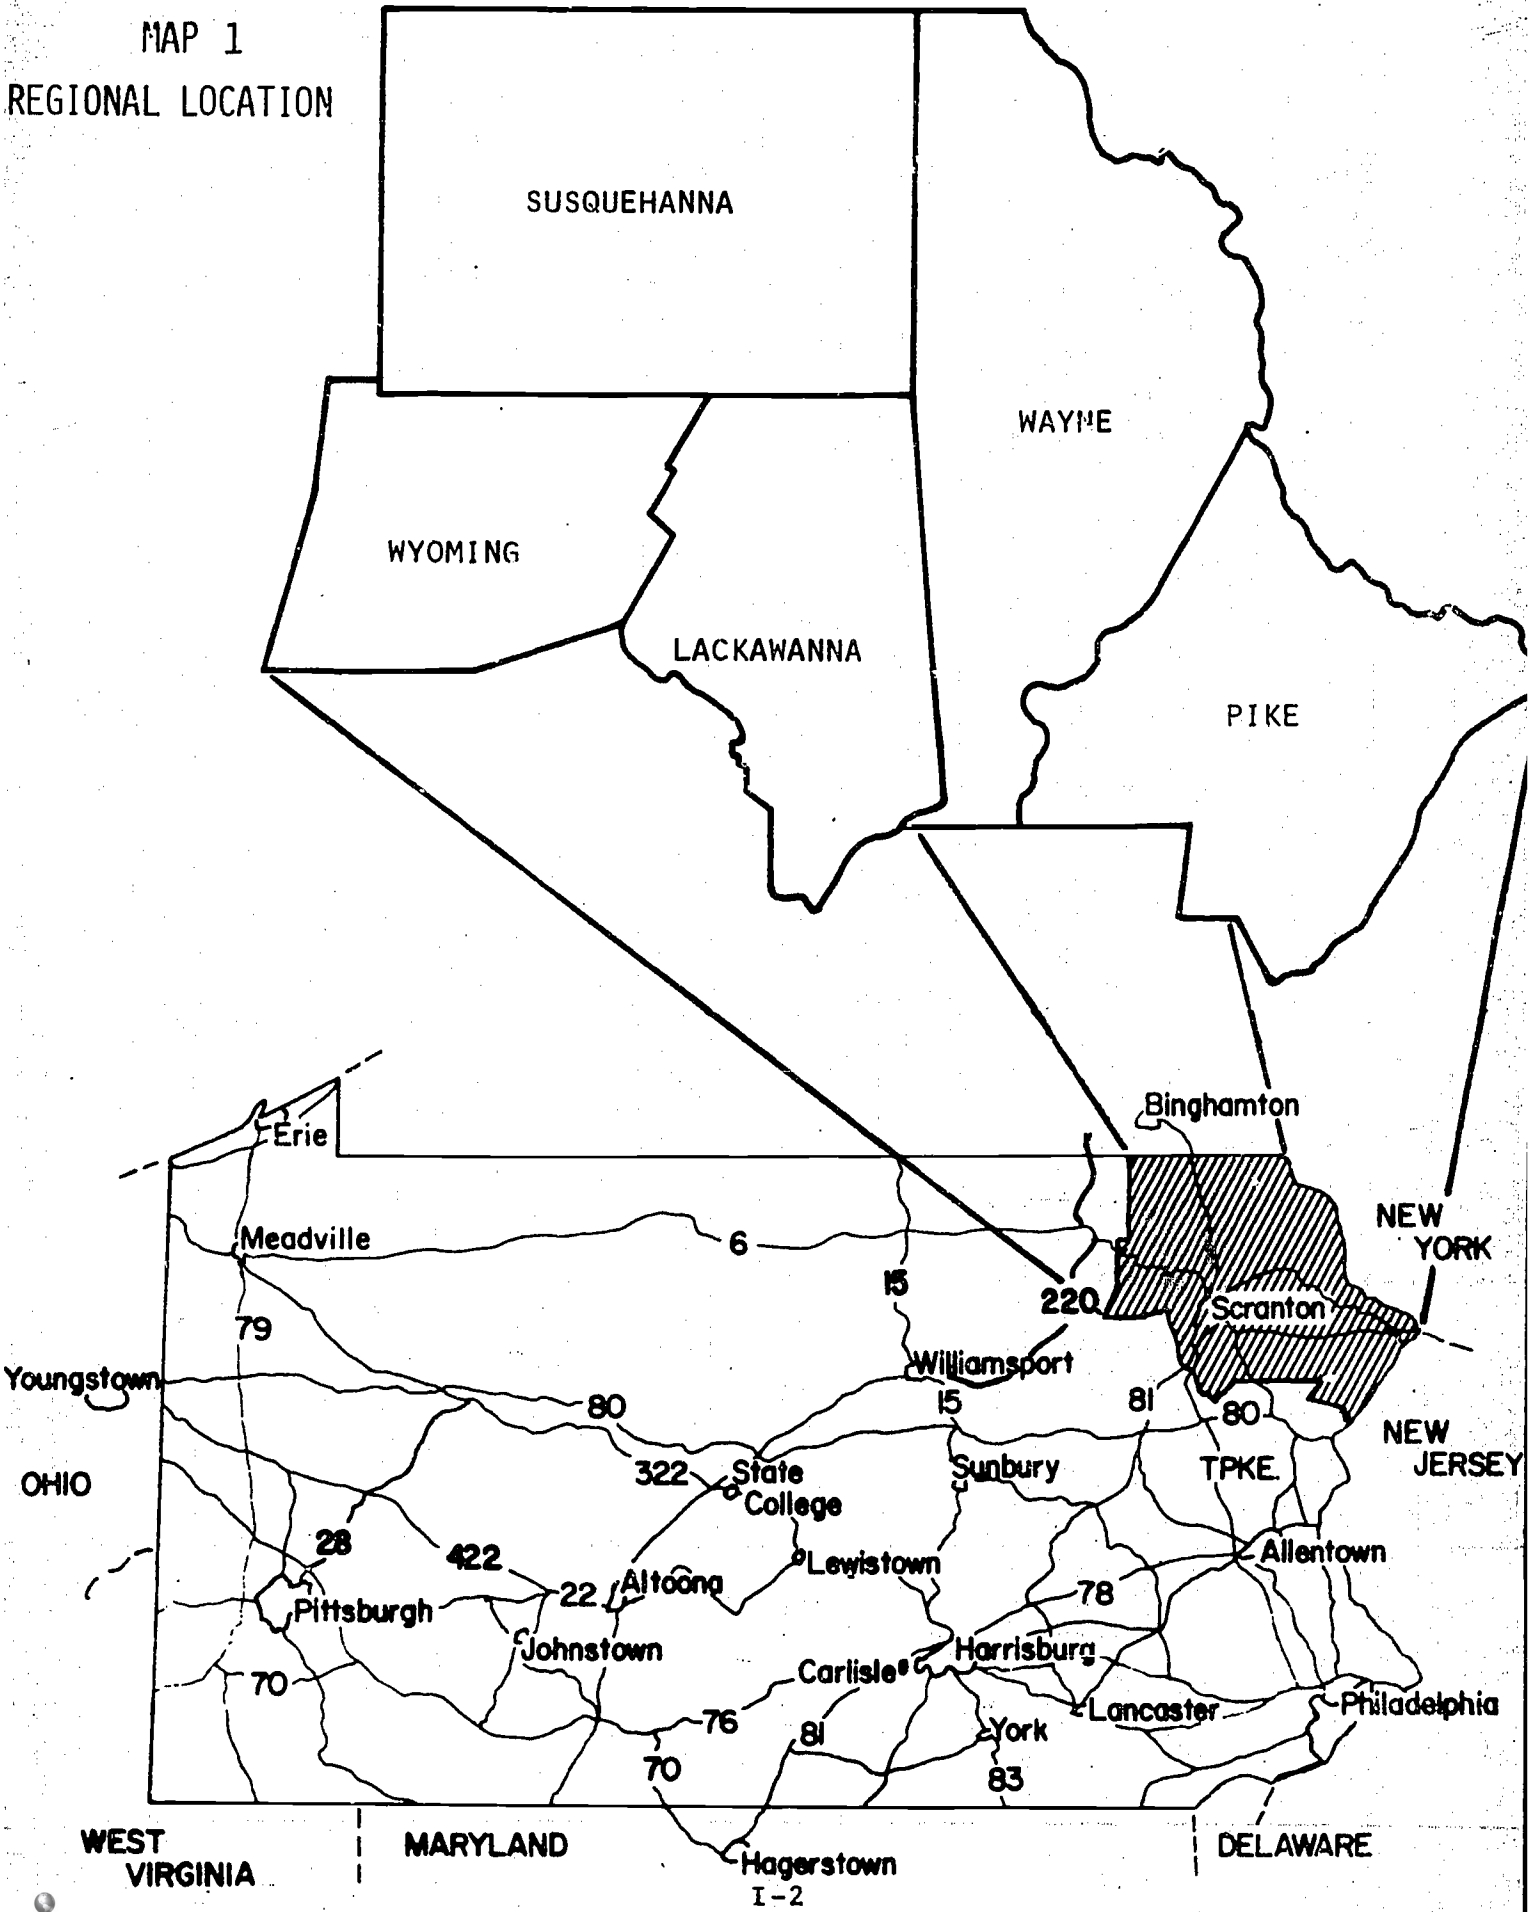 MAP 1
REGIONAL LOCATION
SUSQUEHANNA
WAYNE
WYOMING
LACKAWANNA
PIKE
Binghamton
Erie
NEW
YORK
Meadville
6
15
220
Scranton
79
Williamsport
Youngstown
80
15
81
80
NEW
JERSEY
OHIO
322
State
College
Sunbury
TPKE.
28
422
Lewistown
Allentown
22
Altoona
78
Pittsburgh
Johnstown
Harrisburg
Carlisle
70
76
Lancaster
Philadelphia
81
York
70
83
WEST
VIRGINIA
MARYLAND
DELAWARE
Hagerstown
I-2